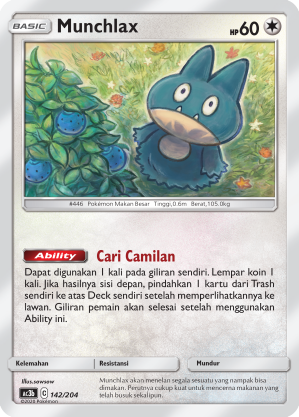 BASIC Munchlax HP60
#446 Pokémon Makan Besar Tinggi,0.6m Berat,105.0kg
Ability Cari Camilan
Dapat digunakan 1 kali pada giliran sendiri. Lempar koin 1
kali. Jika hasilnya sisi depan, pindahkan 1 kartu dari Trash
sendiri ke atas Deck sendiri setelah memperlihatkannya ke
lawan. Giliran pemain akan selesai setelah menggunakan
Ability ini.
Kelemahan Resistansi Mundur
Illus.sowsow
142/204
©2025 Pokémon
Munchlax akan menelan segala sesuatu yang nampak bisa
dimakan. Perutnya cukup kuat untuk mencerna makanan yang
telah busuk sekalipun.